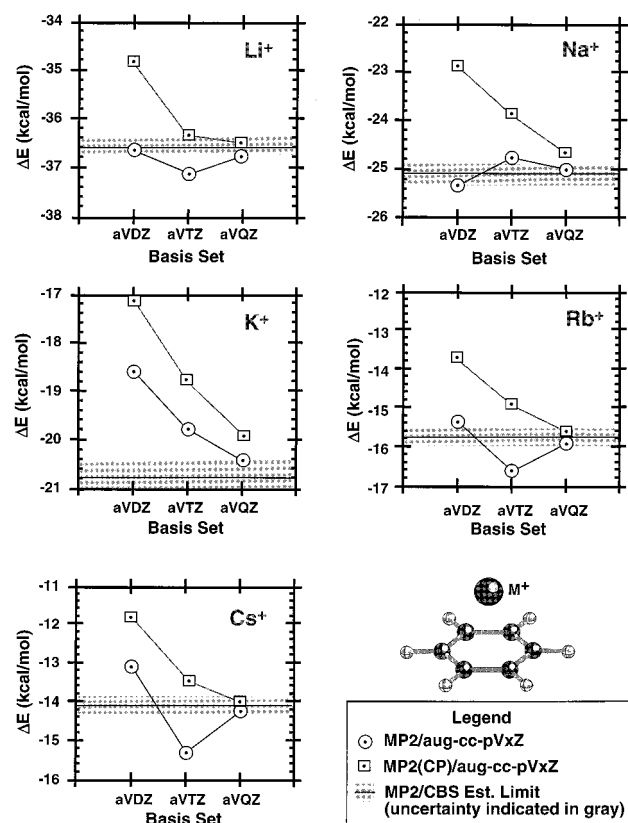 Li+
ΔE (kcal/mol)
-34
-35
-36
-37
-38
aVDZ aVTZ aVQZ
Basis Set
Na+
ΔE (kcal/mol)
-22
-23
-24
-25
-26
aVDZ aVTZ aVQZ
Basis Set
K+
ΔE (kcal/mol)
-17
-18
-19
-20
-21
aVDZ aVTZ aVQZ
Basis Set
Rb+
ΔE (kcal/mol)
-12
-13
-14
-15
-16
-17
aVDZ aVTZ aVQZ
Basis Set
Cs+
ΔE (kcal/mol)
-11
-12
-13
-14
-15
-16
aVDZ aVTZ aVQZ
Basis Set
M+
Legend
MP2/aug-cc-pVxZ
MP2(CP)/aug-cc-pVxZ
MP2/CBS Est. Limit
(uncertainty indicated in gray)